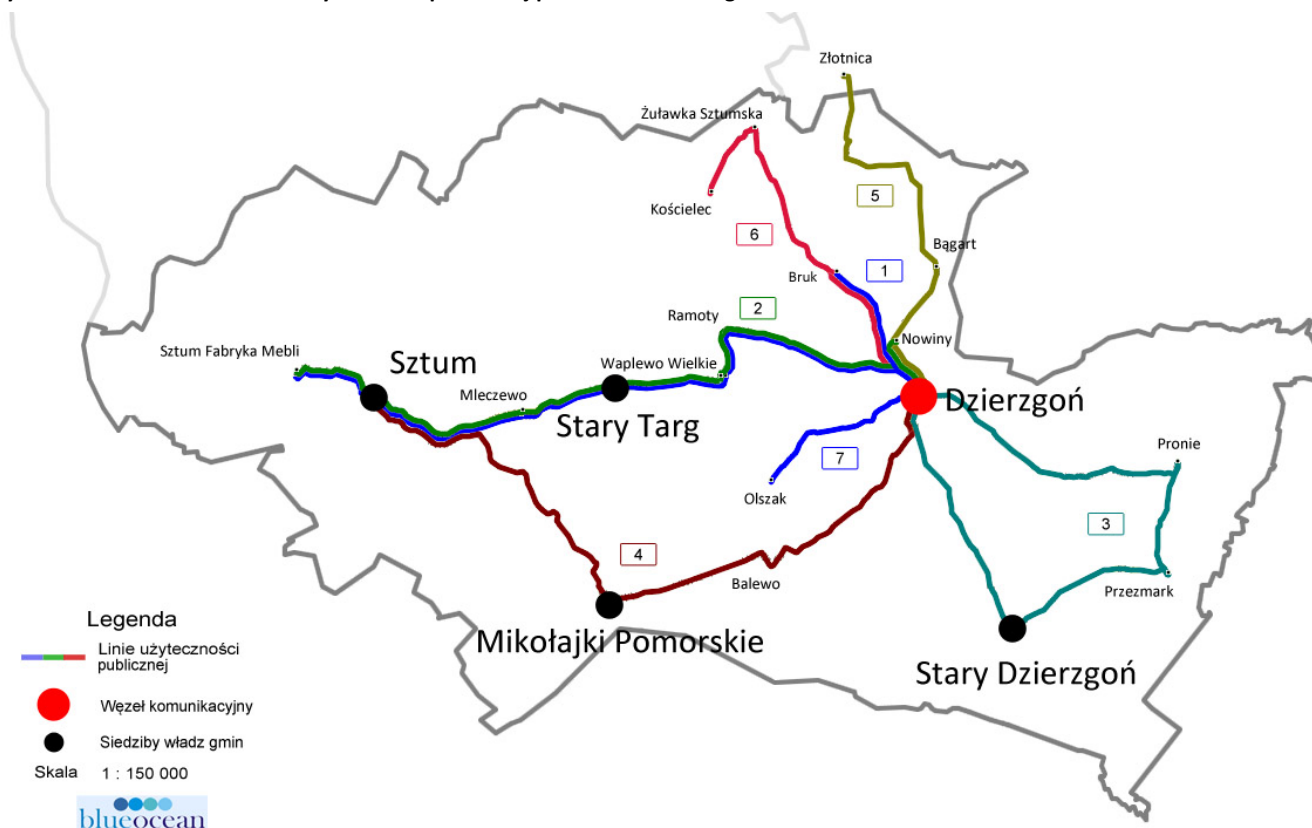 Złotnica
Żuławka Sztumska
5
Kościelec
6
Bągart
1
Bruk
2
Ramoty
Nowiny
Sztum Fabryka Mebli
Sztum
Waplewo Wielkie
Mleczewo
Dzierzgoń
Stary Targ
7
Pronie
Olszak
3
4
Balewo
Przezmark
Mikołajki Pomorskie
Stary Dzierzgoń
Legenda
Linie użyteczności
publicznej
Węzeł komunikacyjny
Siedziby władz gmin
Skala 1 : 150 000
blueocean